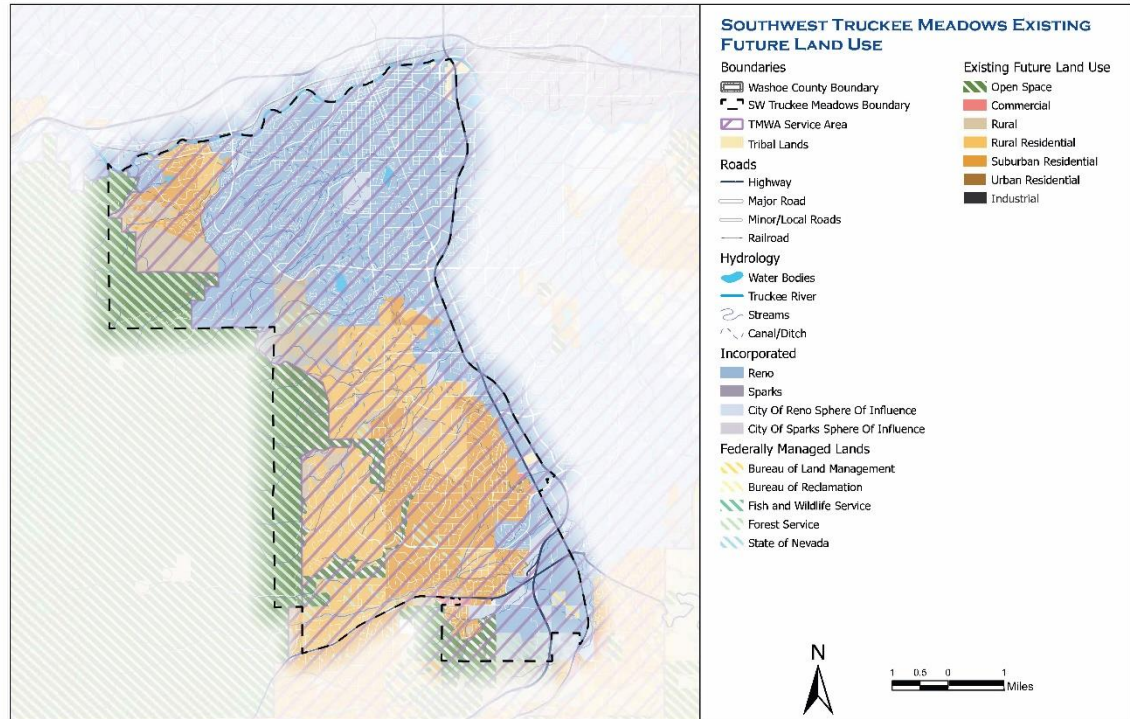 SOUTHWEST TRUCKEE MEADOWS EXISTING
FUTURE LAND USE
Boundaries
Washoe County Boundary
SW Truckee Meadows Boundary
TMWA Service Area
Tribal Lands
Roads
Highway
Major Road
Minor/Local Roads
Railroad
Hydrology
Water Bodies
Truckee River
Streams
Canal/Ditch
Incorporated
Reno
Sparks
City Of Reno Sphere Of Influence
City Of Sparks Sphere Of Influence
Federally Managed Lands
Bureau of Land Management
Bureau of Reclamation
Fish and Wildlife Service
Forest Service
State of Nevada
Existing Future Land Use
Open Space
Commercial
Rural
Rural Residential
Suburban Residential
Urban Residential
Industrial
N
1 0.5 0 1
Miles